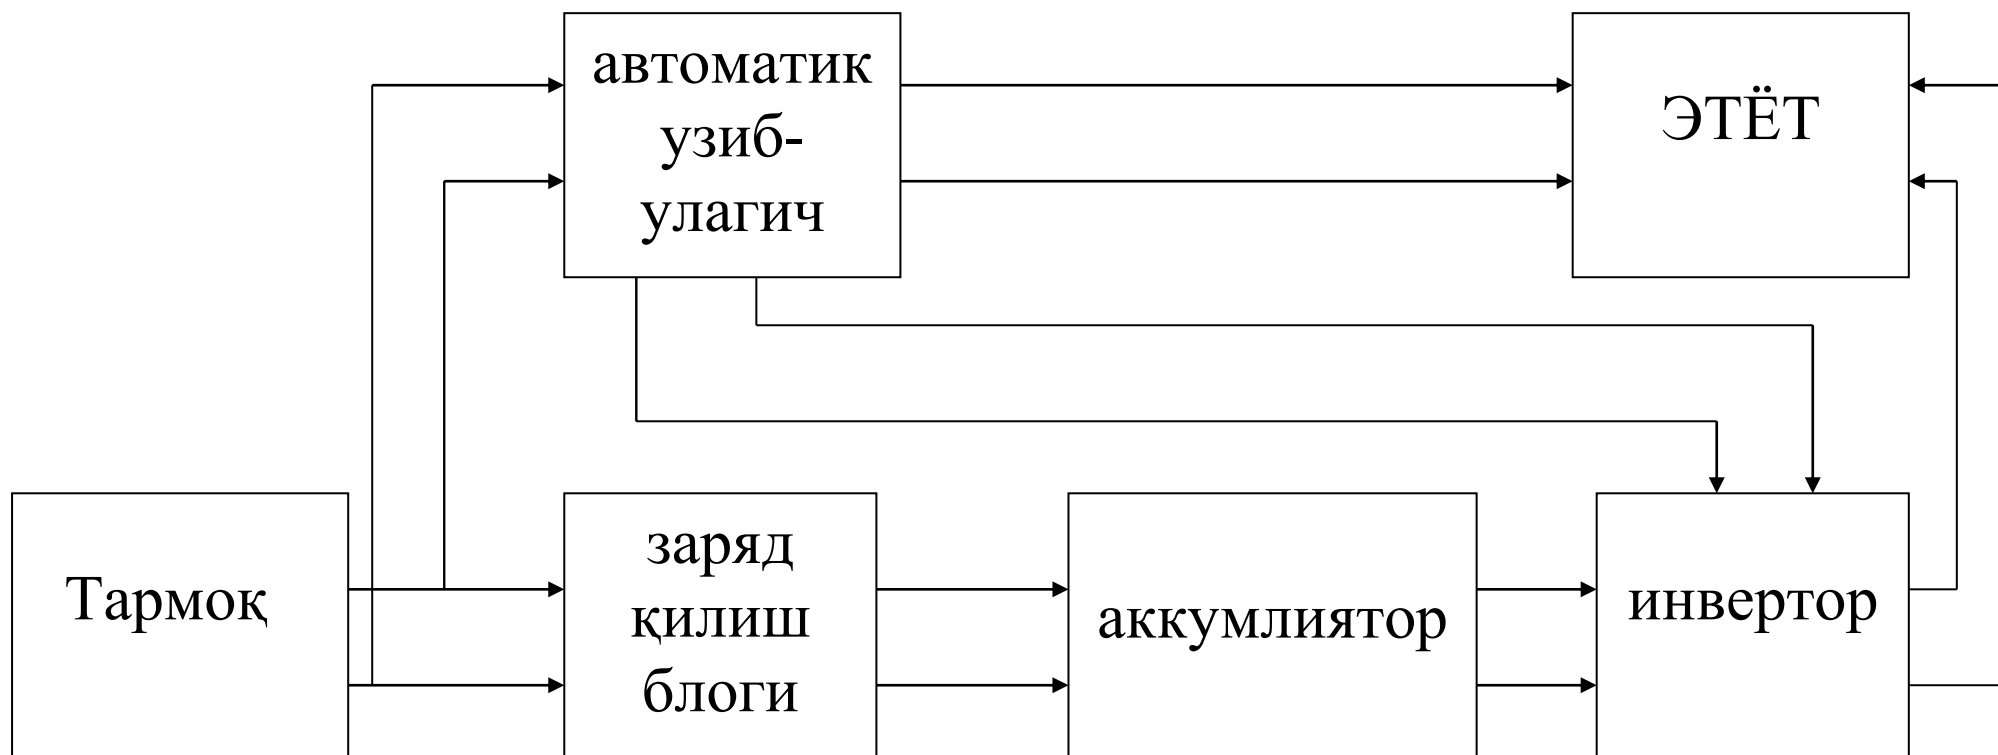 автоматик
узиб-
улагич
ЭТЁТ
Тармоқ
заряд
қилиш
блоги
аккумлиятор
инвертор